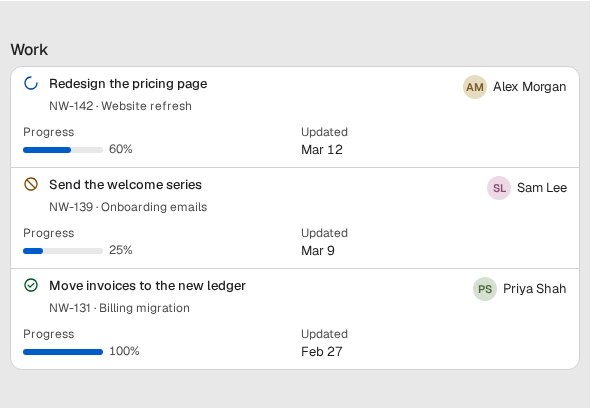 Work
Redesign the pricing page
AM Alex Morgan
NW-142 · Website refresh
Progress
Updated
60%
Mar 12
Send the welcome series
SL Sam Lee
NW-139 · Onboarding emails
Progress
Updated
25%
Mar 9
Move invoices to the new ledger
PS Priya Shah
NW-131 · Billing migration
Progress
Updated
100%
Feb 27